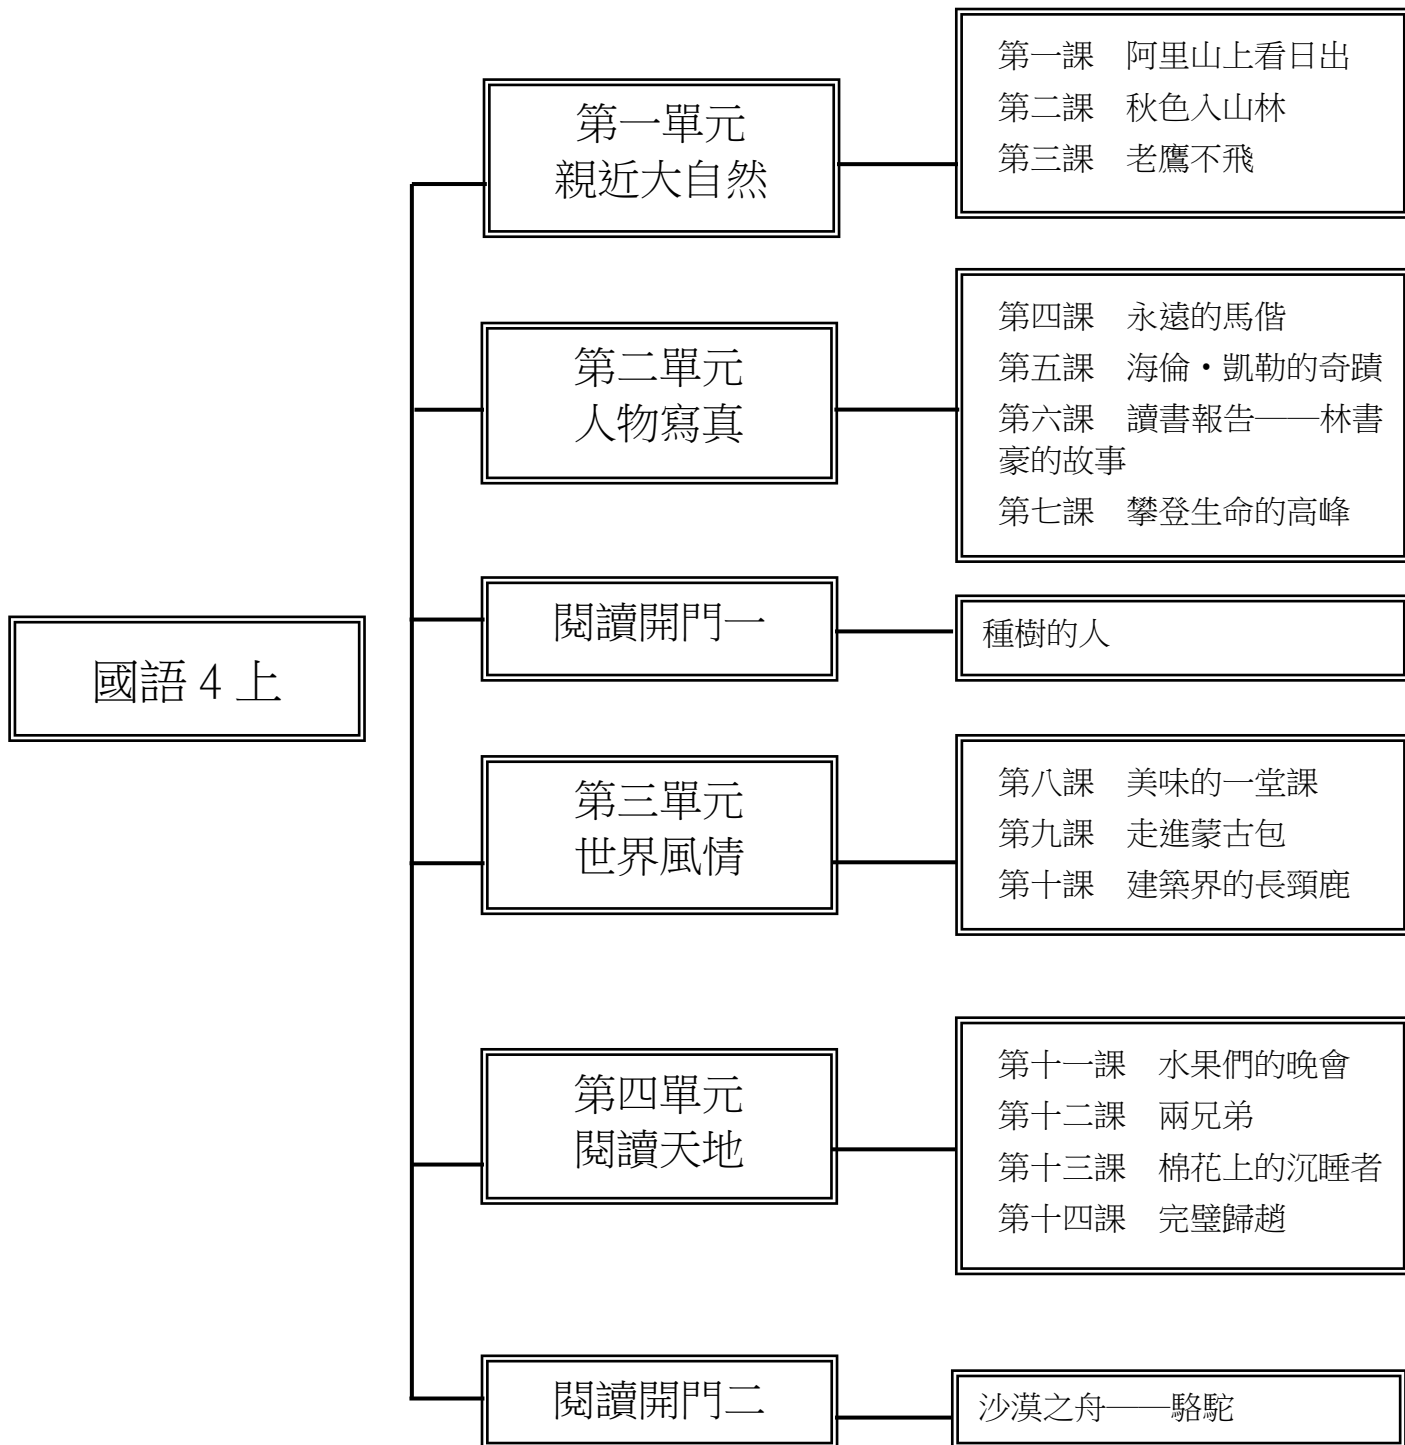 國語4上
第一單元
親近大自然
第一課　阿里山上看日出
第二課　秋色入山林
第三課　老鷹不飛
第二單元
人物寫真
第四課　永遠的馬偕
第五課　海倫•凱勒的奇蹟
第六課　讀書報告——林書
豪的故事
第七課　攀登生命的高峰
閱讀開門一
種樹的人
第三單元
世界風情
第八課　美味的一堂課
第九課　走進蒙古包
第十課　建築界的長頸鹿
第四單元
閱讀天地
第十一課　水果們的晚會
第十二課　兩兄弟
第十三課　棉花上的沉睡者
第十四課　完璧歸趙
閱讀開門二
沙漠之舟——駱駝